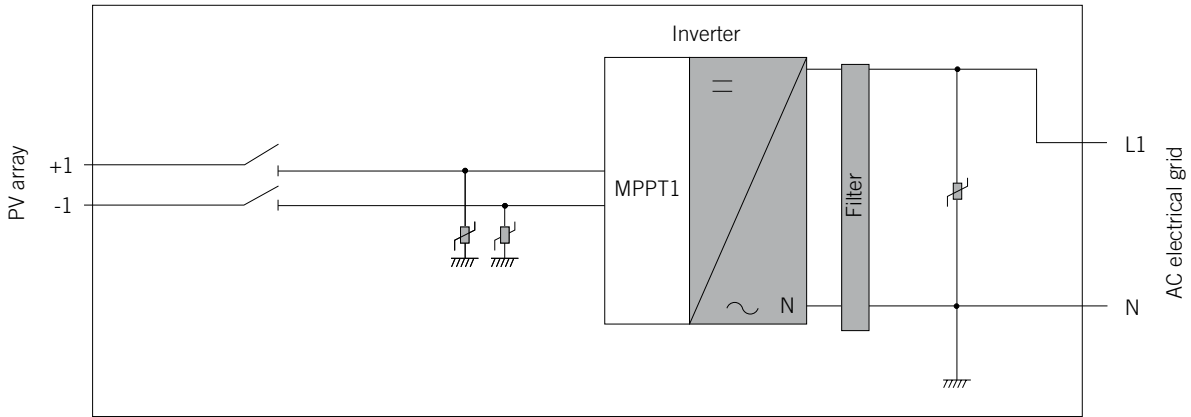 Inverter
PV array
+1
-1
MPPT1
N
Filter
L1
N
AC electrical grid